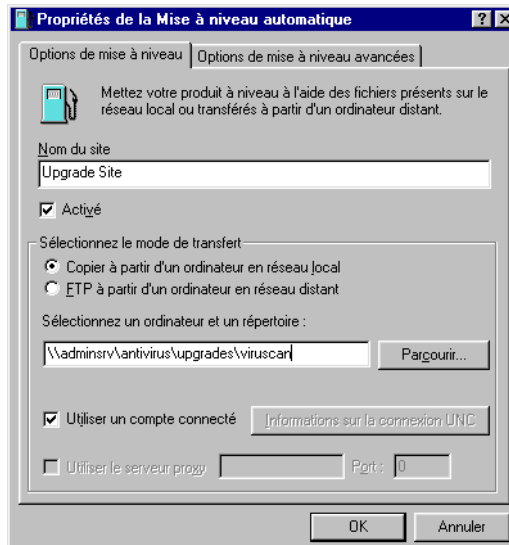 Propriétés de la Mise à niveau automatique
Options de mise à niveau
Options de mise à niveau avancées
Mettez votre produit à niveau à l'aide des fichiers présents sur le
réseau local ou transférés à partir d'un ordinateur distant.
Nom du site
Upgrade Site
Activé
Sélectionnez le mode de transfert
Copier à partir d'un ordinateur en réseau local
FTP à partir d'un ordinateur en réseau distant
Sélectionnez un ordinateur et un répertoire :
\\adminsrv\antivirus\upgrades\viruscan
Parcourir...
Utiliser un compte connecté
Informations sur la connexion UNC
Utiliser le serveur proxy
Port :
0
OK
Annuler